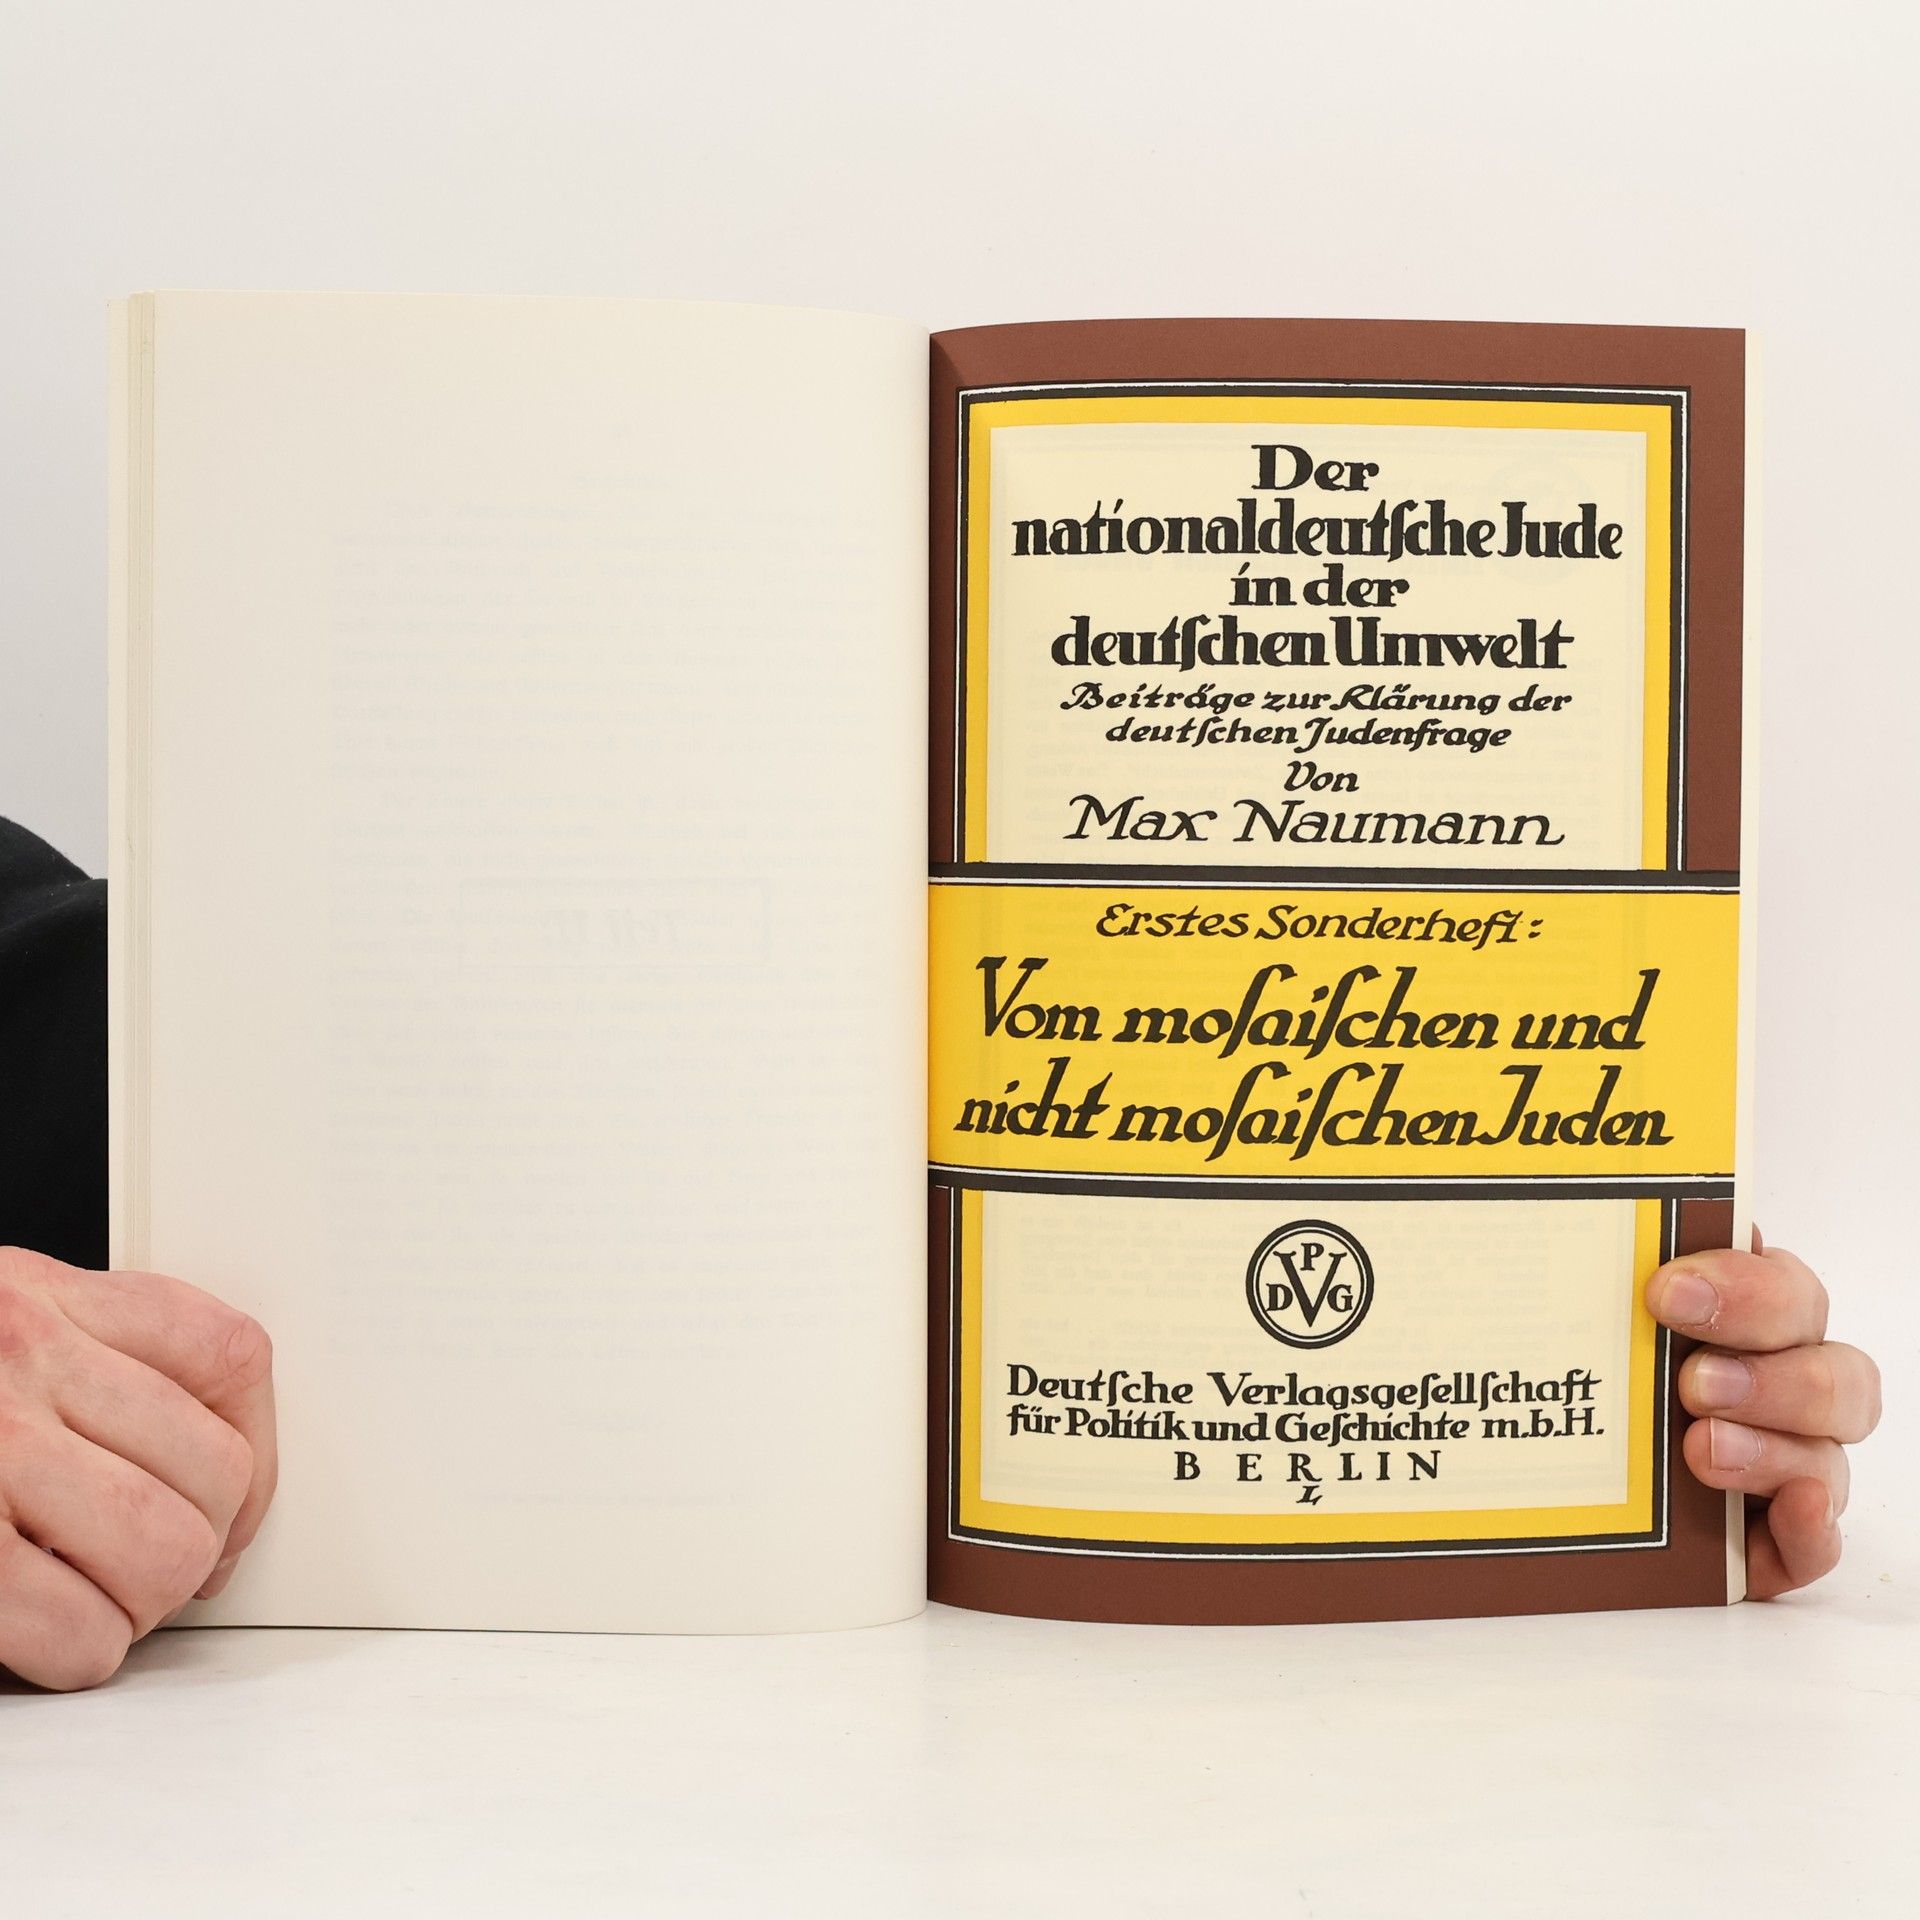 Der
nationaldeutſche Jude
in der
deutſchen Umwelt
Beiträge zur Klärung der
deutſchen Judenfrage
Von
Max Naumann
Erstes Sonderheft:
Vom moſaiſchen und
nicht moſaiſchen Juden
P
DVG
Deutſche Verlagsgeſellſchaft
für Politik und Geſchichte m.b.H.
BERLIN
L